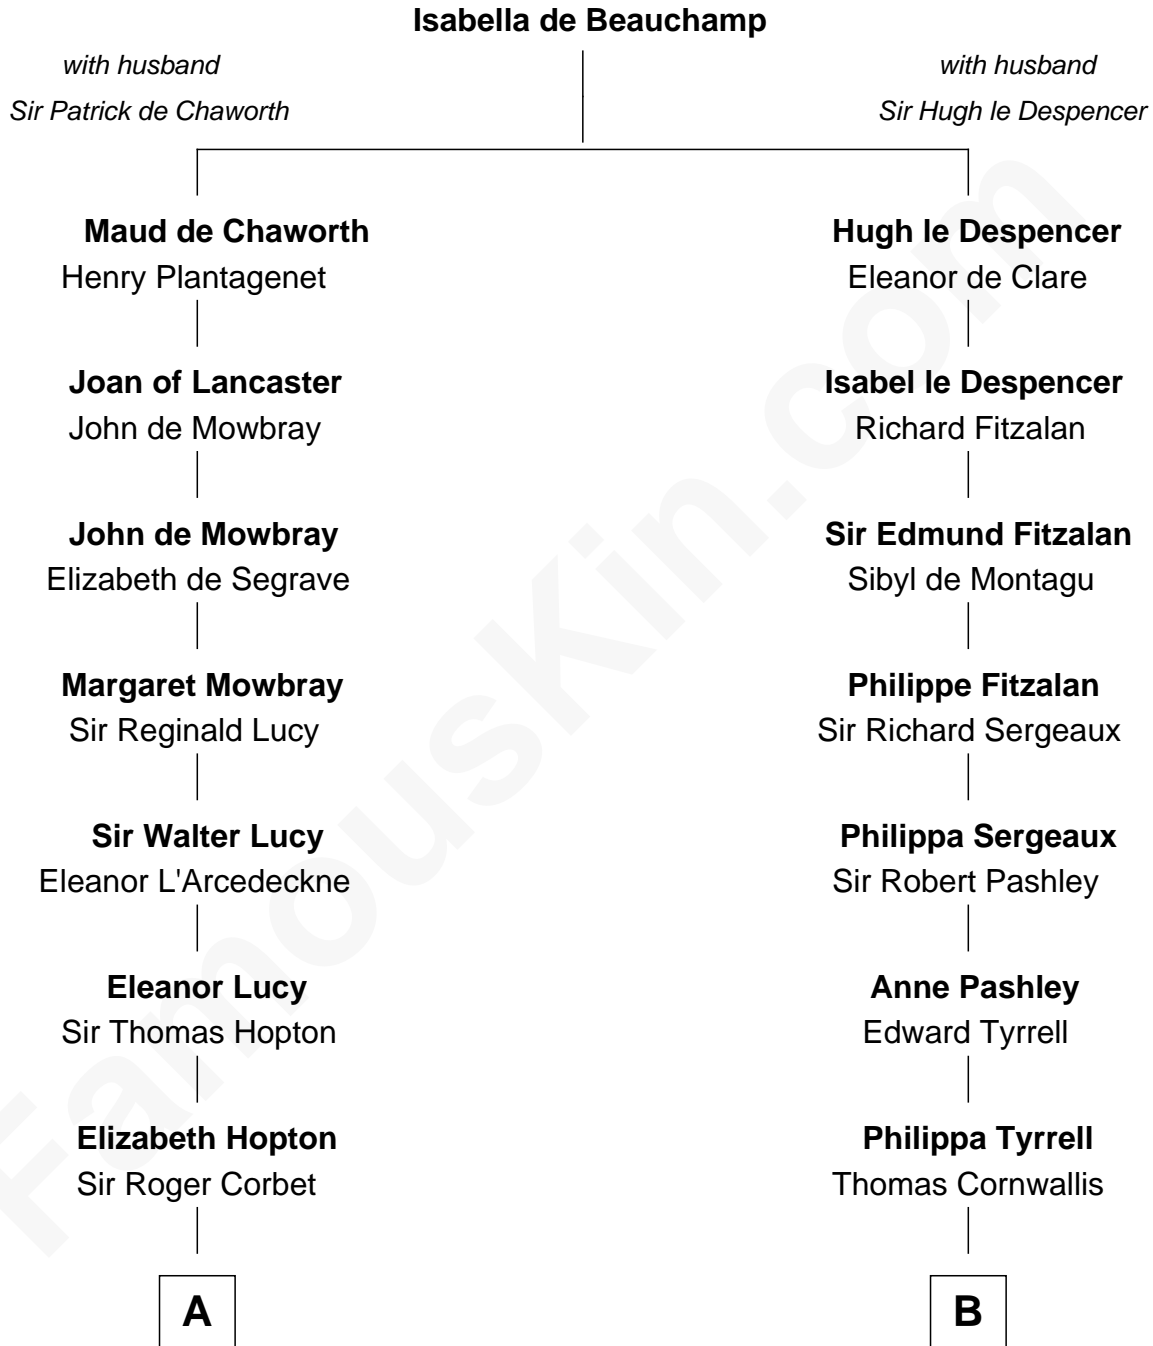 Isabella de Beauchamp
with husband
Sir Patrick de Chaworth
with husband
Sir Hugh le Despencer
Maud de Chaworth
Henry Plantagenet
Joan of Lancaster
John de Mowbray
John de Mowbray
Elizabeth de Segrave
Margaret Mowbray
Sir Reginald Lucy
Sir Walter Lucy
Eleanor L'Arcedeckne
Eleanor Lucy
Sir Thomas Hopton
Elizabeth Hopton
Sir Roger Corbet
A
Hugh le Despencer
Eleanor de Clare
Isabel le Despencer
Richard Fitzalan
Sir Edmund Fitzalan
Sibyl de Montagu
Philippe Fitzalan
Sir Richard Sergeaux
Philippa Sergeaux
Sir Robert Pashley
Anne Pashley
Edward Tyrrell
Philippa Tyrrell
Thomas Cornwallis
B
FamousKin.com